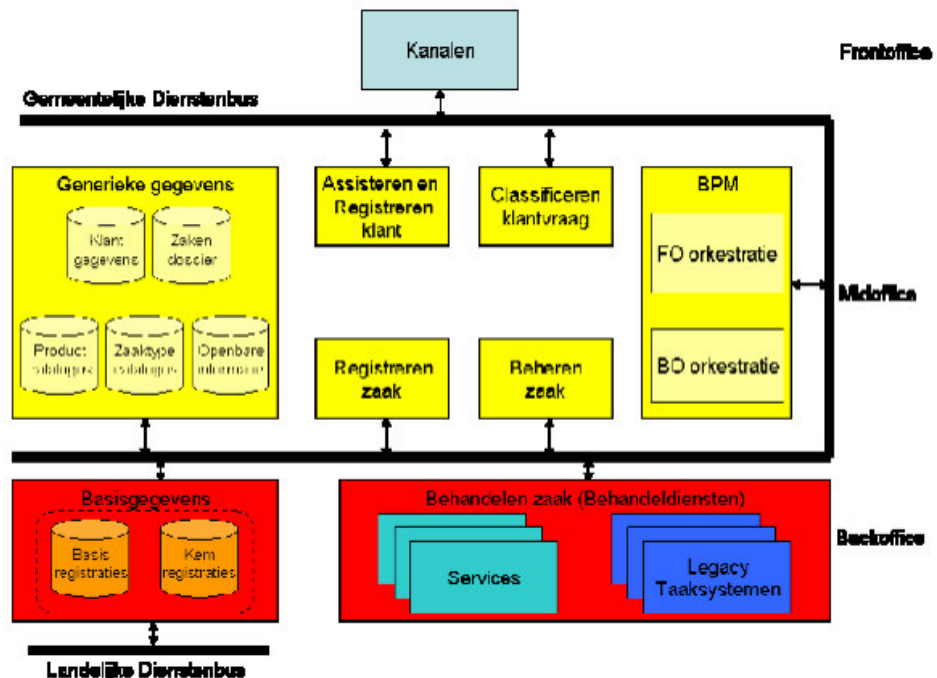 Kanalen
Frontoffice
Gemeentelijke Dienstenbus
Generieke gegevens
Klant
gegevens
Zaken
dossier
Product
catalogus
Zaaktype
catalogus
Openbare
informatie
Assisteren en
Registreren
klant
Classificeren
klantvraag
BPM
FO orkestratie
BO orkestratie
Midoffice
Registreren
zaak
Beheren
zaak
Basisgegevens
Basis
registraties
Kern
registraties
Behandelen zaak (Behandeldiensten)
Services
Legacy
Taaksystemen
Backoffice
Landelijke Dienstenbus